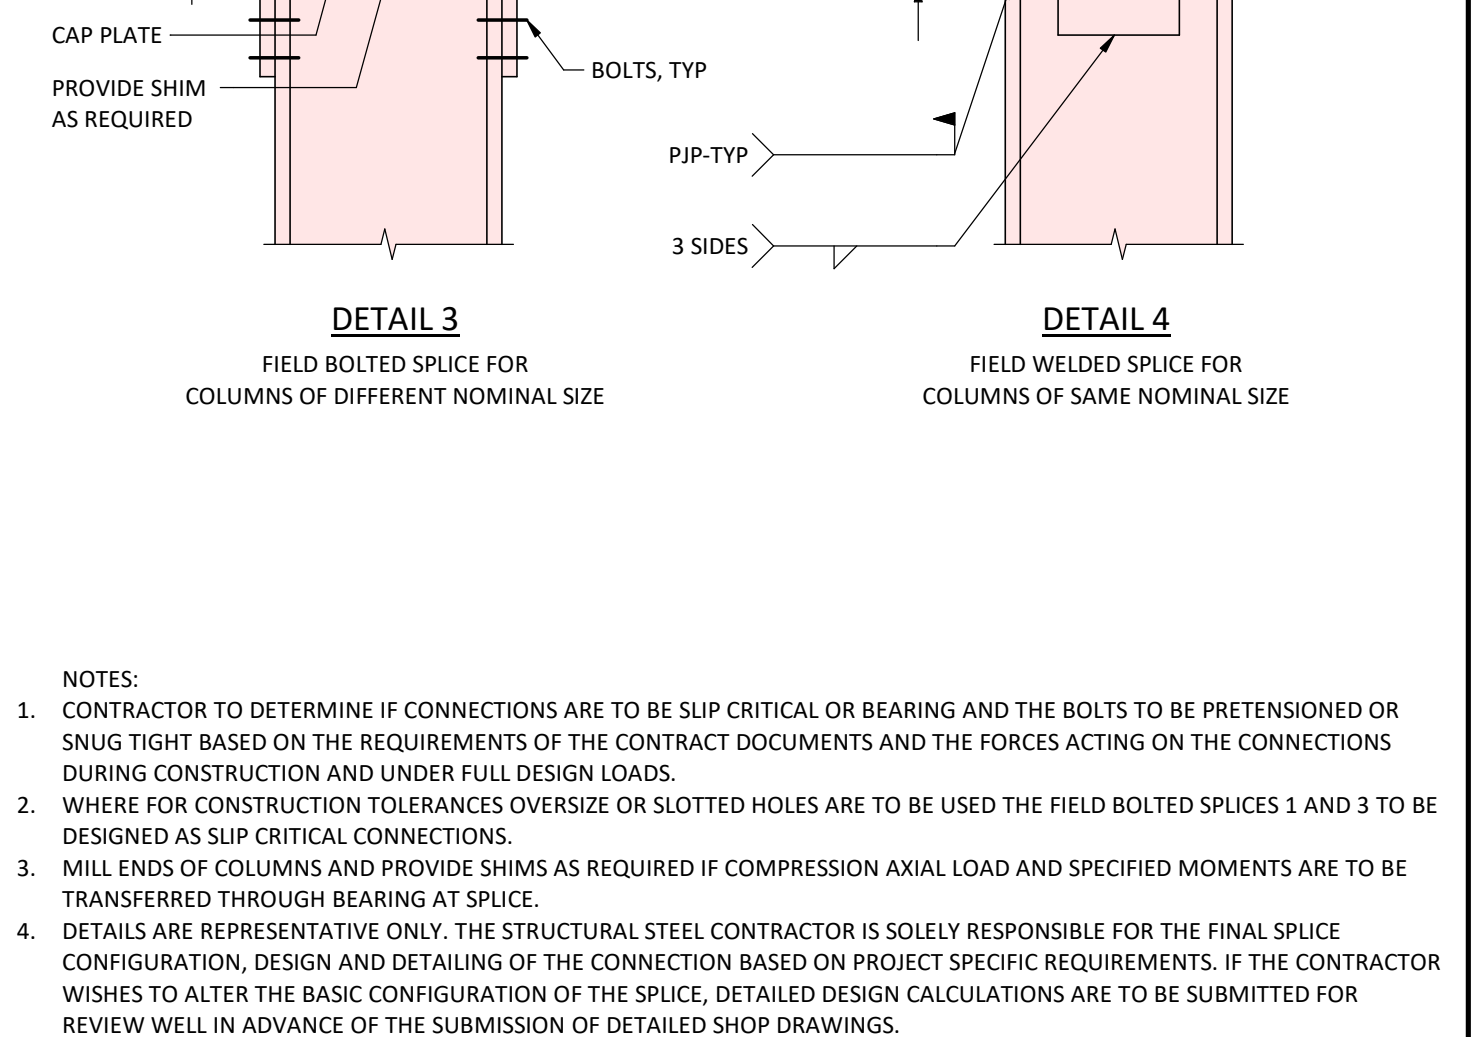 CAP PLATE
PROVIDE SHIM
AS REQUIRED
BOLTS, TYP
PJP-TYP
3 SIDES
DETAIL 3
FIELD BOLTED SPLICE FOR
COLUMNS OF DIFFERENT NOMINAL SIZE
DETAIL 4
FIELD WELDED SPLICE FOR
COLUMNS OF SAME NOMINAL SIZE
NOTES:
1. CONTRACTOR TO DETERMINE IF CONNECTIONS ARE TO BE SLIP CRITICAL OR BEARING AND THE BOLTS TO BE PRETENSIONED OR
SNUG TIGHT BASED ON THE REQUIREMENTS OF THE CONTRACT DOCUMENTS AND THE FORCES ACTING ON THE CONNECTIONS
DURING CONSTRUCTION AND UNDER FULL DESIGN LOADS.
2. WHERE FOR CONSTRUCTION TOLERANCES OVERSIZE OR SLOTTED HOLES ARE TO BE USED THE FIELD BOLTED SPLICES 1 AND 3 TO BE
DESIGNED AS SLIP CRITICAL CONNECTIONS.
3. MILL ENDS OF COLUMNS AND PROVIDE SHIMS AS REQUIRED IF COMPRESSION AXIAL LOAD AND SPECIFIED MOMENTS ARE TO BE
TRANSFERRED THROUGH BEARING AT SPLICE.
4. DETAILS ARE REPRESENTATIVE ONLY. THE STRUCTURAL STEEL CONTRACTOR IS SOLELY RESPONSIBLE FOR THE FINAL SPLICE
CONFIGURATION, DESIGN AND DETAILING OF THE CONNECTION BASED ON PROJECT SPECIFIC REQUIREMENTS. IF THE CONTRACTOR
WISHES TO ALTER THE BASIC CONFIGURATION OF THE SPLICE, DETAILED DESIGN CALCULATIONS ARE TO BE SUBMITTED FOR
REVIEW WELL IN ADVANCE OF THE SUBMISSION OF DETAILED SHOP DRAWINGS.